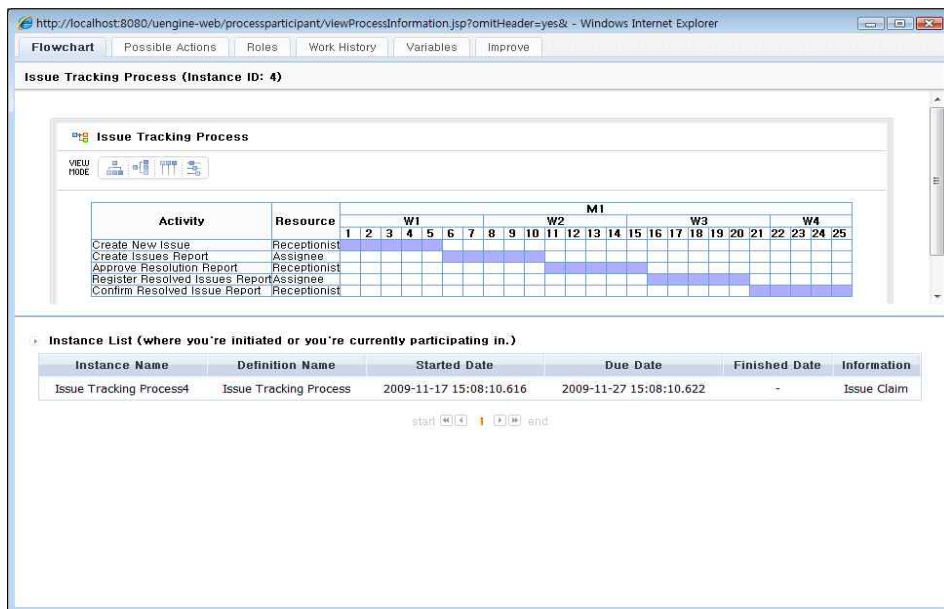 http://localhost:8080/uengine-web/processparticipant/viewProcessInformation.jsp?omitHeader=yes& - Windows Internet Explorer
Flowchart Possible Actions Roles Work History Variables Improve
Issue Tracking Process (Instance ID: 4)
Issue Tracking Process
VIEW MODE
Activity Resource M1
W1 W2 W3 W4
1 2 3 4 5 6 7 8 9 10 11 12 13 14 15 16 17 18 19 20 21 22 23 24 25
Create New Issue Receptionist
Create Issues Report Assignee
Approve Resolution Report Receptionist
Register Resolved Issues Report Assignee
Confirm Resolved Issue Report Receptionist
Instance List (where you're initiated or you're currently participating in.)
Instance Name Definition Name Started Date Due Date Finished Date Information
Issue Tracking Process4 Issue Tracking Process 2009-11-17 15:08:10.616 2009-11-27 15:08:10.622 - Issue Claim
start 1 end